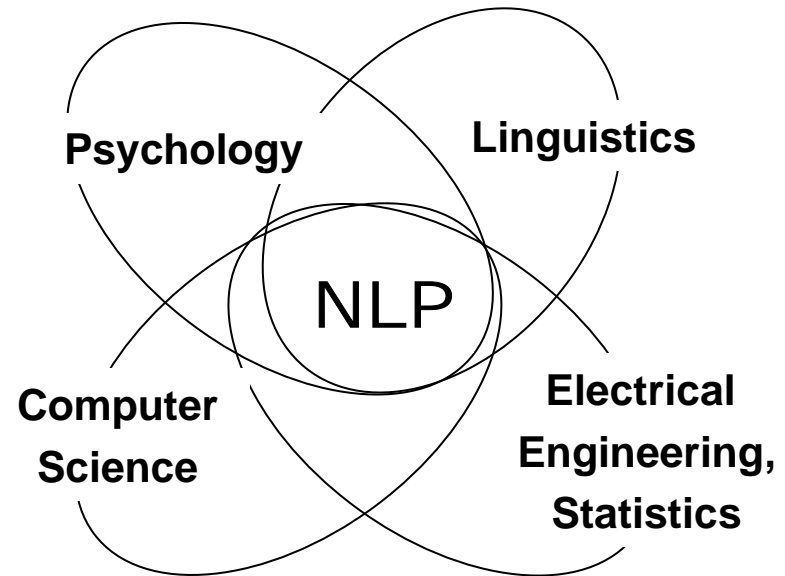 Psychology
Linguistics
NLP
Computer
Science
Electrical
Engineering,
Statistics